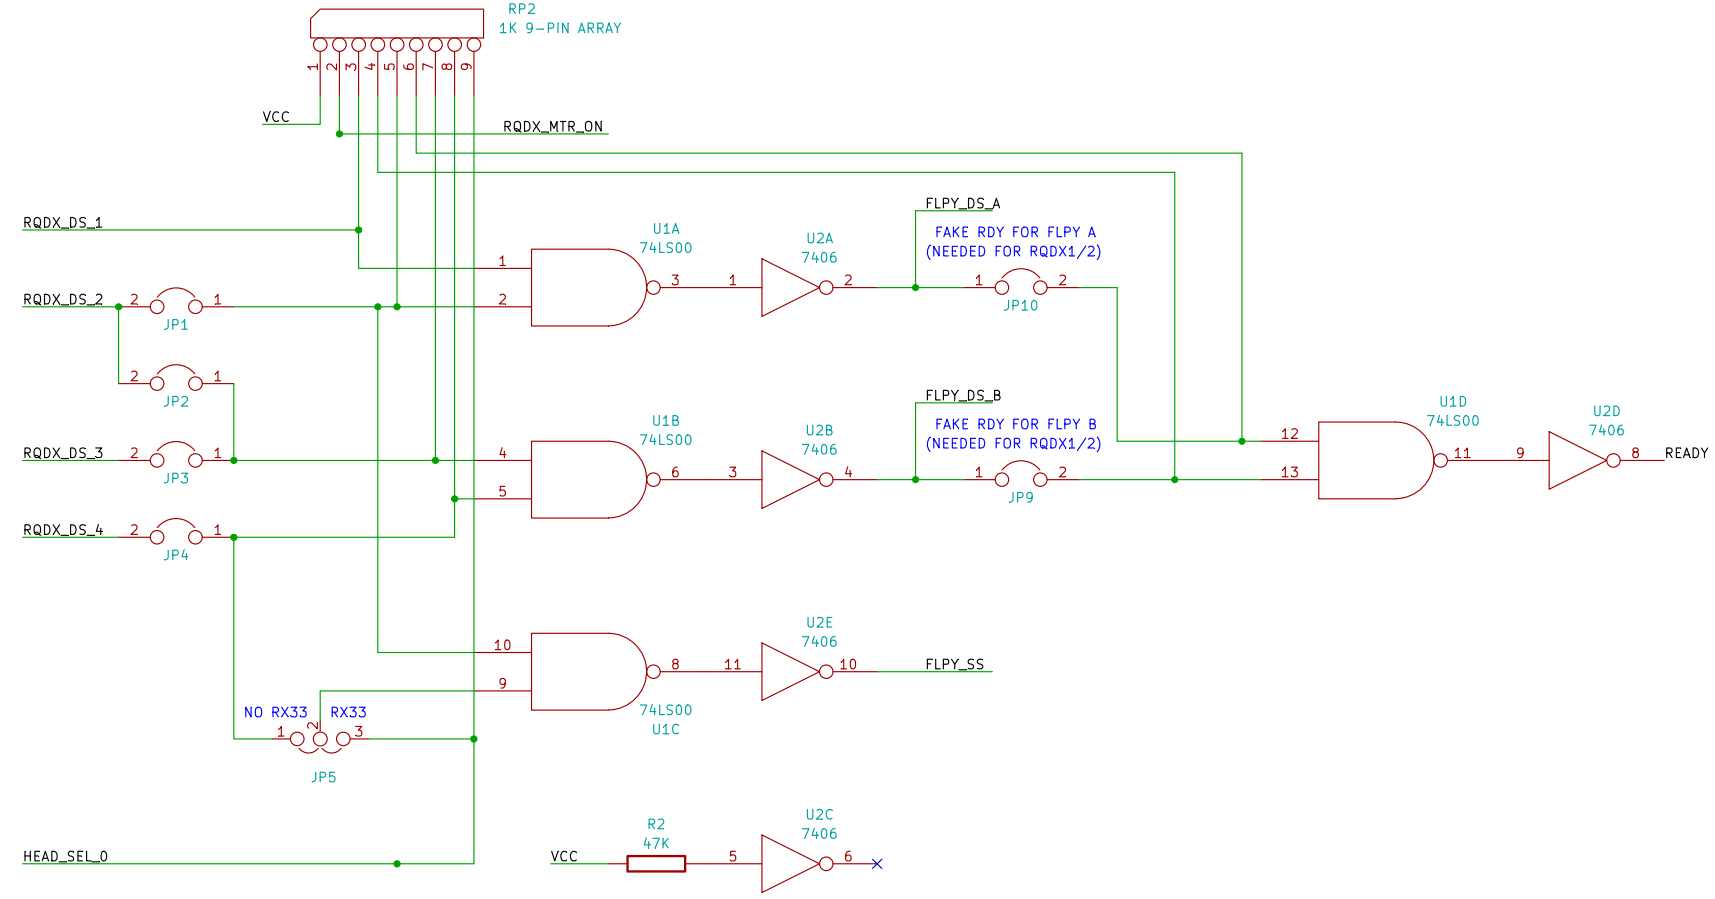 RP2
1K 9-PIN ARRAY
1 2 3 4 5 6 7 8 9
VCC
RQDX_MTR_ON
RQDX_DS_1
FLPY_DS_A
U1A
74LS00
FAKE RDY FOR FLPY A
(NEEDED FOR RQDX1/2)
U2A
7406
1
3
1
2
1
2
JP10
RQDX_DS_2
2
1
JP1
2
2
1
JP2
FLPY_DS_B
U1B
74LS00
FAKE RDY FOR FLPY B
(NEEDED FOR RQDX1/2)
U2B
7406
U1D
74LS00
U2D
7406
RQDX_DS_3
2
1
JP3
4
5
6
3
4
1
2
JP9
12
13
11
9
8
READY
RQDX_DS_4
2
1
JP4
U2E
7406
10
9
8
11
10
FLPY_SS
74LS00
U1C
NO RX33
RX33
1
2
3
JP5
U2C
7406
R2
47K
HEAD_SEL_0
VCC
5
6